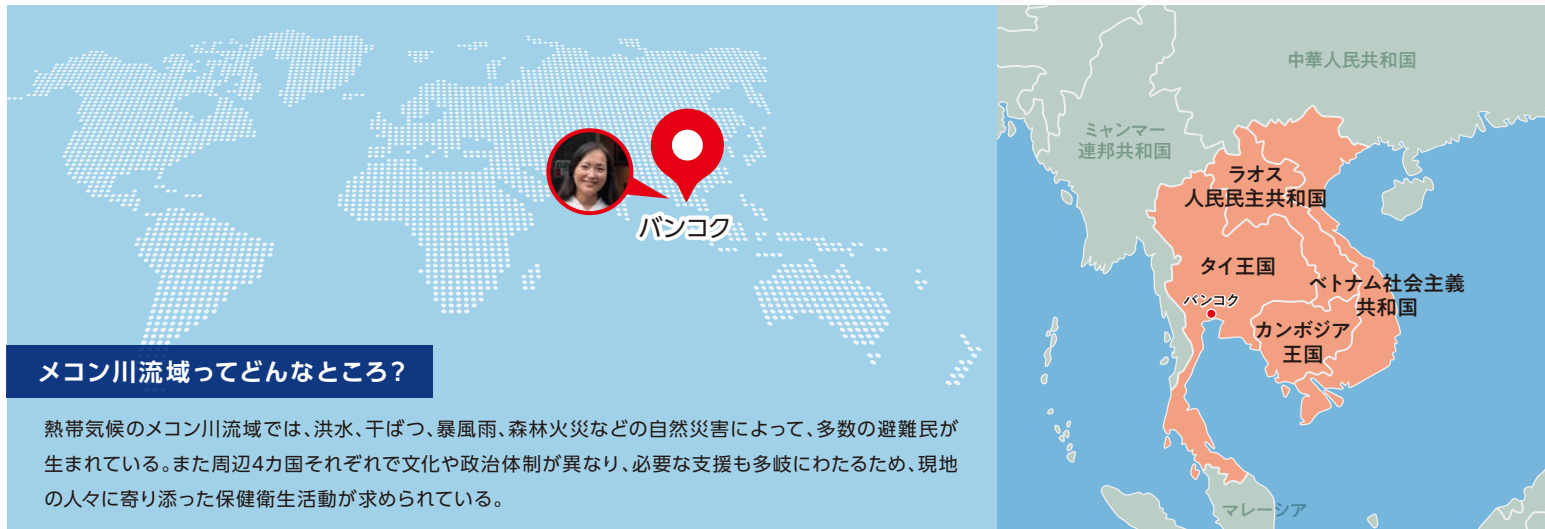 バンコク
メコン川流域ってどんなところ？
熱帯気候のメコン川流域では、洪水、干ばつ、暴風雨、森林火災などの自然災害によって、多数の避難民が
生まれている。また周辺4カ国それぞれで文化や政治体制が異なり、必要な支援も多岐にわたるため、現地
の人々に寄り添った保健衛生活動が求められている。
中華人民共和国
ミャンマー
連邦共和国
ラオス
人民民主共和国
タイ王国
ベトナム社会主義
共和国
バンコク
カンボジア
王国
マレーシア